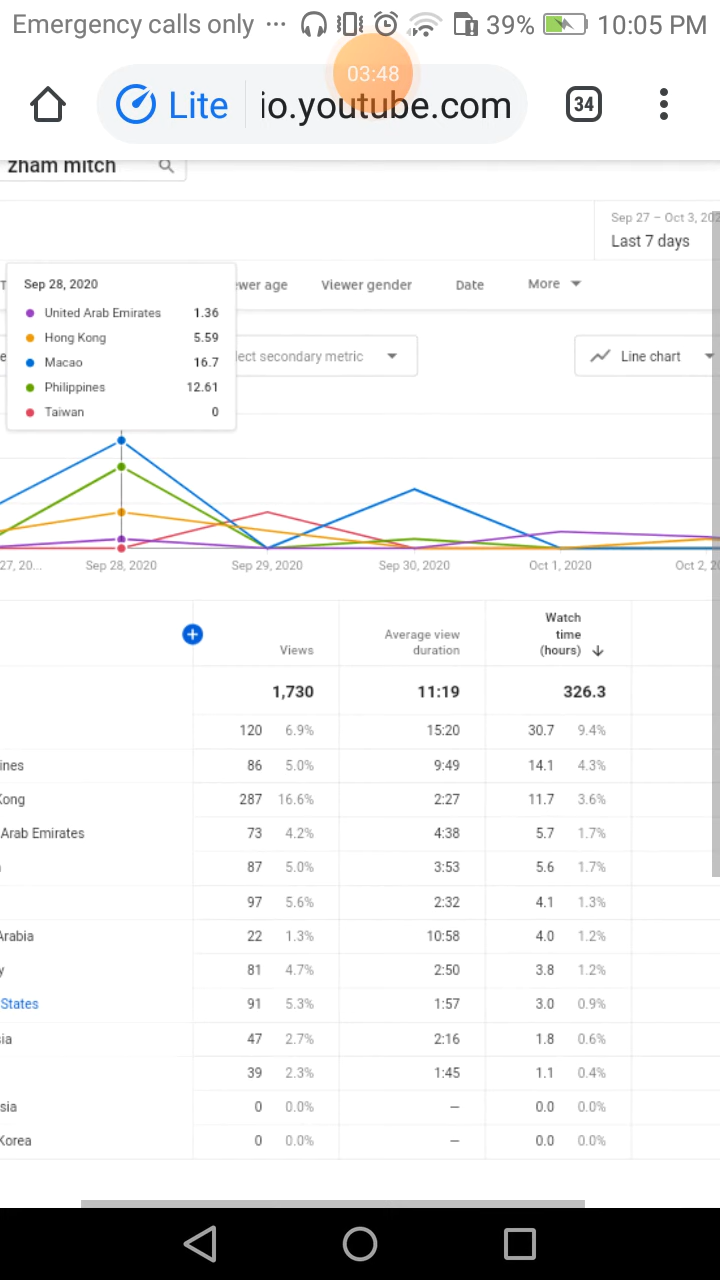 Emergency calls only ... 39% 10:05 PM
03:48
Lite io.youtube.com 34
zham mitch
Sep 27 – Oct 3, 202
Last 7 days
Sep 28, 2020
United Arab Emirates 1.36
Hong Kong 5.59
Macao 16.7
Philippines 12.61
Taiwan 0
wer age Viewer gender Date More
lect secondary metric Line chart
27, 20... Sep 28, 2020 Sep 29, 2020 Sep 30, 2020 Oct 1, 2020 Oct 2, 2
Views Average view duration Watch time (hours)
1,730 11:19 326.3
120 6.9% 15:20 30.7 9.4%
ines 86 5.0% 9:49 14.1 4.3%
Kong 287 16.6% 2:27 11.7 3.6%
Arab Emirates 73 4.2% 4:38 5.7 1.7%
87 5.0% 3:53 5.6 1.7%
97 5.6% 2:32 4.1 1.3%
Arabia 22 1.3% 10:58 4.0 1.2%
y 81 4.7% 2:50 3.8 1.2%
States 91 5.3% 1:57 3.0 0.9%
ia 47 2.7% 2:16 1.8 0.6%
39 2.3% 1:45 1.1 0.4%
sia 0 0.0% – 0.0 0.0%
Korea 0 0.0% – 0.0 0.0%